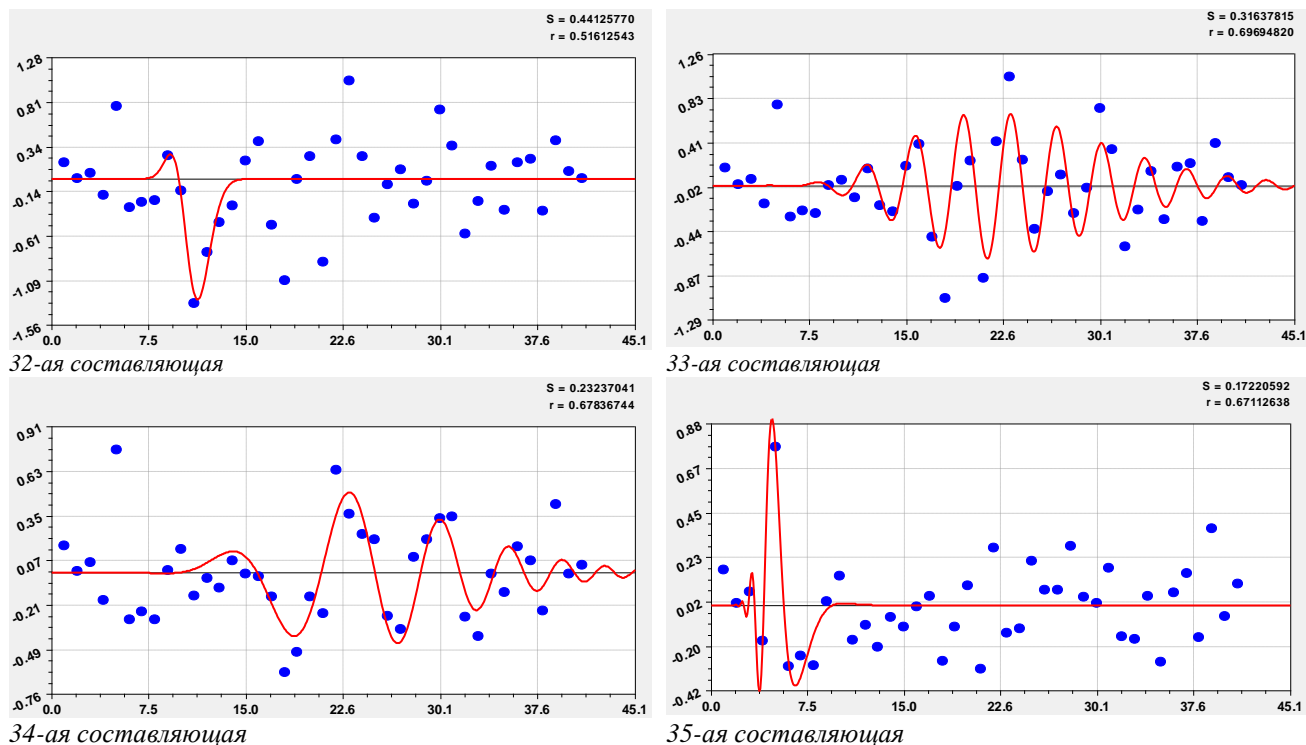 S = 0.44125770
r = 0.51612543
1.28
0.81
0.34
-0.14
-0.61
-1.09
-1.56
0.0 7.5 15.0 22.6 30.1 37.6 45.1
32-ая составляющая
S = 0.31637815
r = 0.69694820
1.26
0.83
0.41
-0.02
-0.44
-0.87
-1.29
0.0 7.5 15.0 22.6 30.1 37.6 45.1
33-ая составляющая
S = 0.23237041
r = 0.67836744
0.91
0.63
0.35
0.07
-0.21
-0.49
-0.76
0.0 7.5 15.0 22.6 30.1 37.6 45.1
34-ая составляющая
S = 0.17220592
r = 0.67112638
0.88
0.67
0.45
0.23
0.02
-0.20
-0.42
0.0 7.5 15.0 22.6 30.1 37.6 45.1
35-ая составляющая